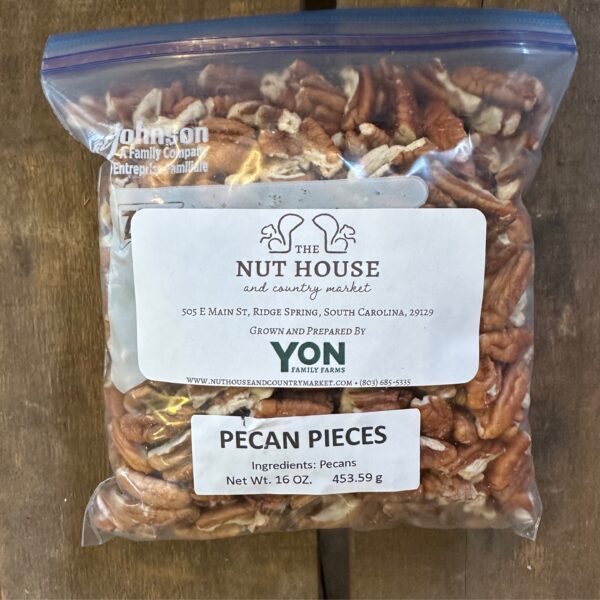 Johnson
A Family Company
THE
NUT HOUSE
and country market
505 E Main St, Ridge Spring, South Carolina, 29129
Grown and Prepared By
YON
FAMILY FARMS
www.nuthouseandcountrymarket.com • (803) 685-5335
PECAN PIECES
Ingredients: Pecans
Net Wt. 16 OZ. 453.59 g